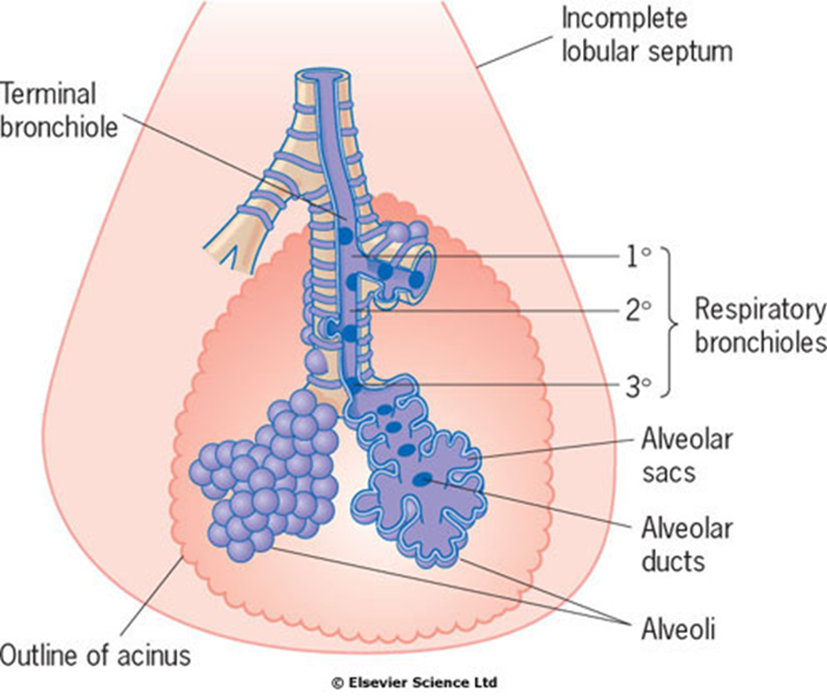 Incomplete
lobular septum
Terminal
bronchiole
1°
2°
Respiratory
bronchioles
3°
Alveolar
sacs
Alveolar
ducts
Alveoli
Outline of acinus
© Elsevier Science Ltd